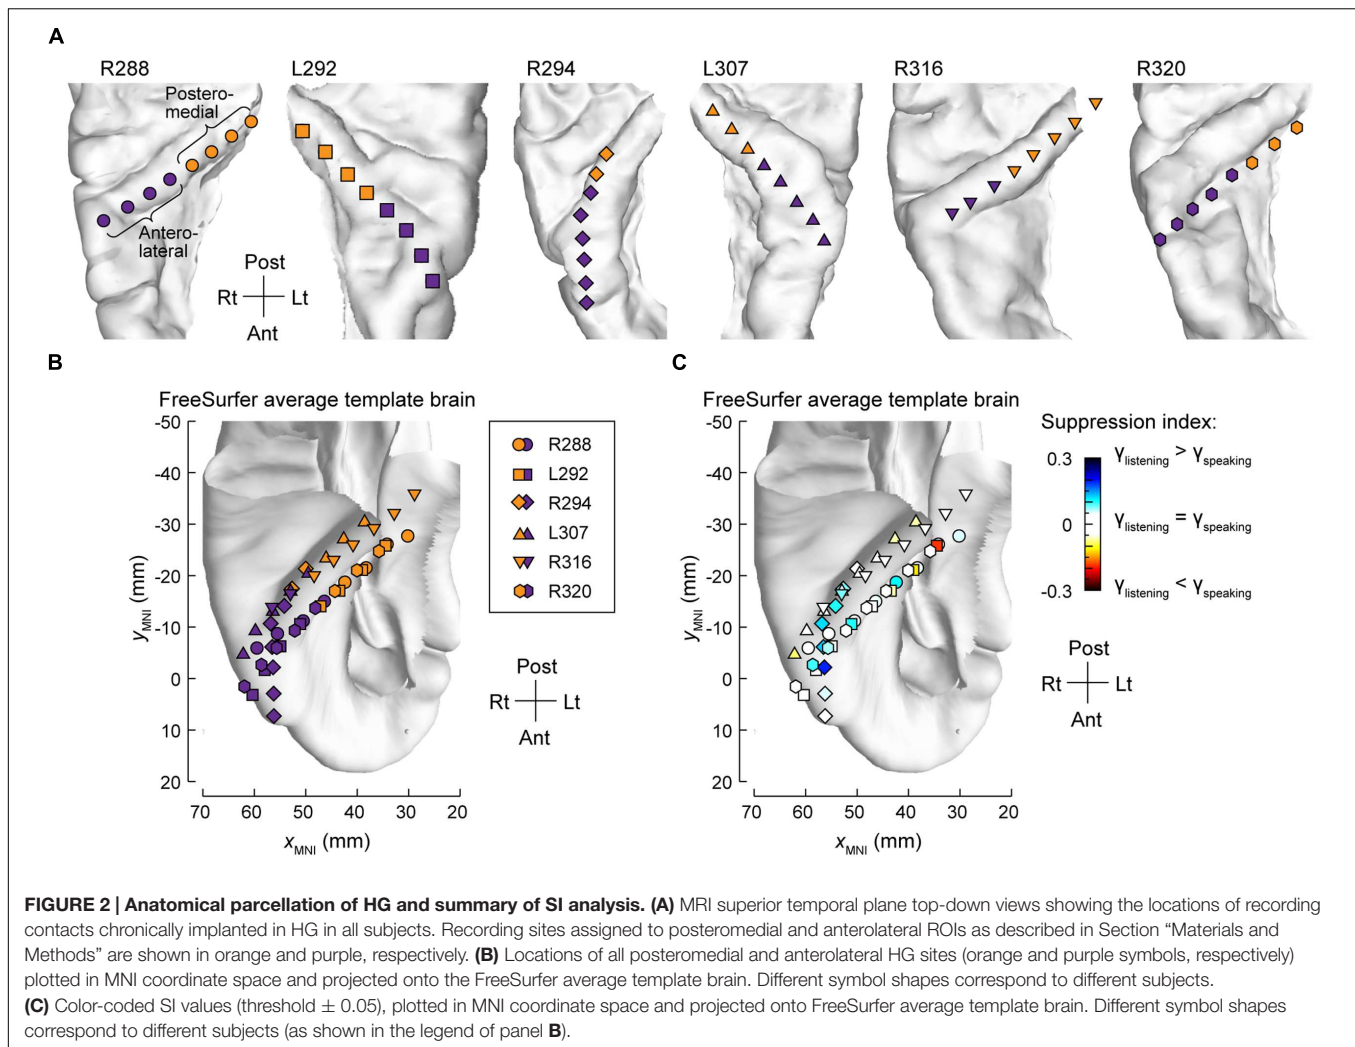 A
R288
L292
R294
L307
R316
R320
Postero-
medial
Antero-
lateral
Post
Rt
Lt
Ant
B
FreeSurfer average template brain
-50
-40
-30
-20
-10
0
10
20
yMNI (mm)
70
60
50
40
30
20
xMNI (mm)
R288
L292
R294
L307
R316
R320
Post
Rt
Lt
Ant
C
FreeSurfer average template brain
-50
-40
-30
-20
-10
0
10
20
yMNI (mm)
70
60
50
40
30
20
xMNI (mm)
Suppression index:
0.3
γlistening > γspeaking
0
γlistening = γspeaking
-0.3
γlistening < γspeaking
Post
Rt
Lt
Ant
FIGURE 2 | Anatomical parcellation of HG and summary of SI analysis. (A) MRI superior temporal plane top-down views showing the locations of recording
contacts chronically implanted in HG in all subjects. Recording sites assigned to posteromedial and anterolateral ROIs as described in Section “Materials and
Methods” are shown in orange and purple, respectively. (B) Locations of all posteromedial and anterolateral HG sites (orange and purple symbols, respectively)
plotted in MNI coordinate space and projected onto the FreeSurfer average template brain. Different symbol shapes correspond to different subjects.
(C) Color-coded SI values (threshold ± 0.05), plotted in MNI coordinate space and projected onto FreeSurfer average template brain. Different symbol shapes
correspond to different subjects (as shown in the legend of panel B).